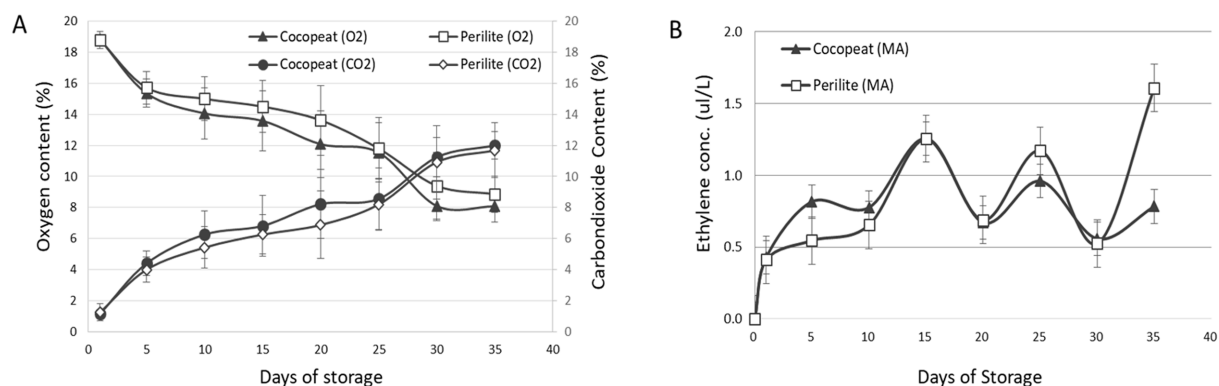 A
Cocopeat (O2)
Perilite (O2)
Cocopeat (CO2)
Perilite (CO2)
Oxygen content (%)
20
18
16
14
12
10
8
6
4
2
0
Carbondioxide Content (%)
20
18
16
14
12
10
8
6
4
2
0
0 5 10 15 20 25 30 35 40
Days of storage
B
Cocopeat (MA)
Perilite (MA)
Ethylene conc. (ul/L)
2.0
1.5
1.0
0.5
0.0
0 5 10 15 20 25 30 35 40
Days of Storage